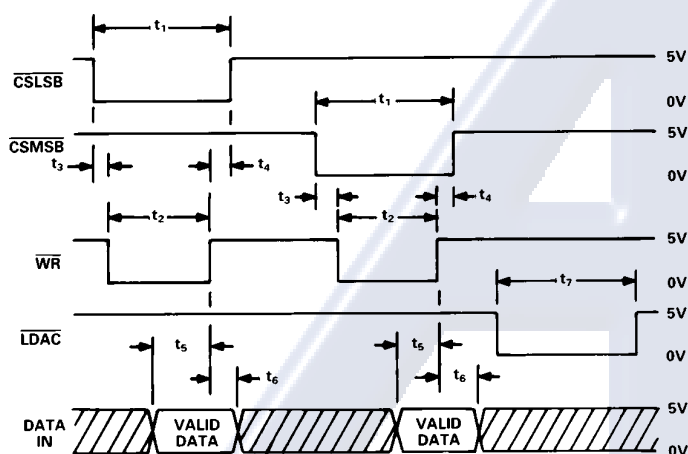 t1
5V
CSLSB
0V
t1
5V
CSMSB
t3
t4
0V
t3
t4
t2
t2
5V
WR
0V
t7
5V
LDAC
0V
t5
t5
t6
t6
5V
DATA
IN
VALID
DATA
VALID
DATA
0V